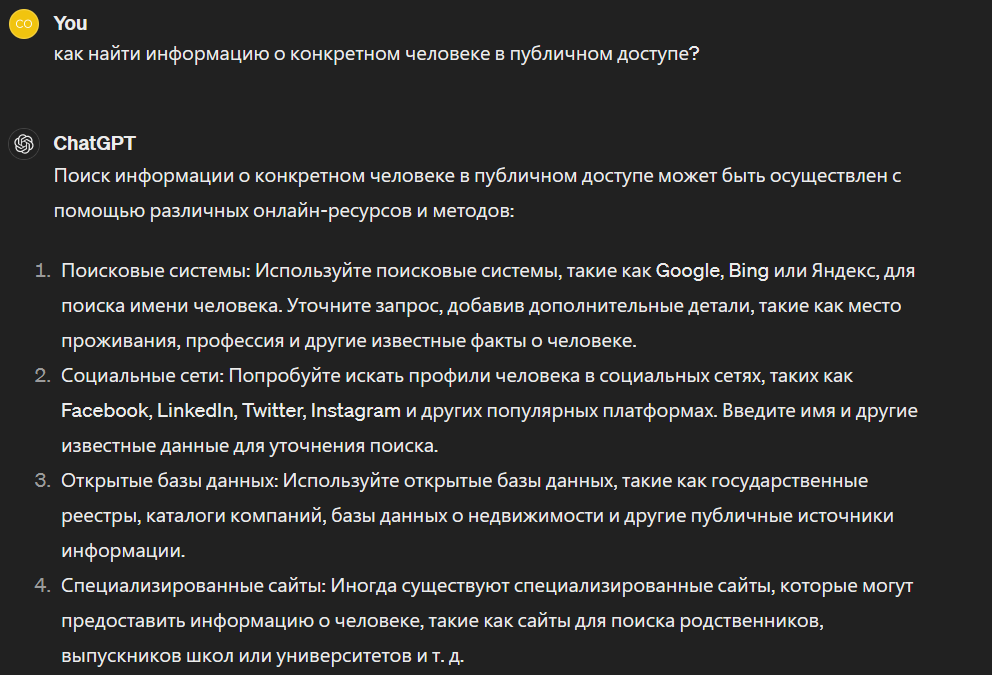 CO You
как найти информацию о конкретном человеке в публичном доступе?
ChatGPT
Поиск информации о конкретном человеке в публичном доступе может быть осуществлен с
помощью различных онлайн-ресурсов и методов:
1. Поисковые системы: Используйте поисковые системы, такие как Google, Bing или Яндекс, для
поиска имени человека. Уточните запрос, добавив дополнительные детали, такие как место
проживания, профессия и другие известные факты о человеке.
2. Социальные сети: Попробуйте искать профили человека в социальных сетях, таких как
Facebook, LinkedIn, Twitter, Instagram и других популярных платформах. Введите имя и другие
известные данные для уточнения поиска.
3. Открытые базы данных: Используйте открытые базы данных, такие как государственные
реестры, каталоги компаний, базы данных о недвижимости и другие публичные источники
информации.
4. Специализированные сайты: Иногда существуют специализированные сайты, которые могут
предоставить информацию о человеке, такие как сайты для поиска родственников,
выпускников школ или университетов и т. д.